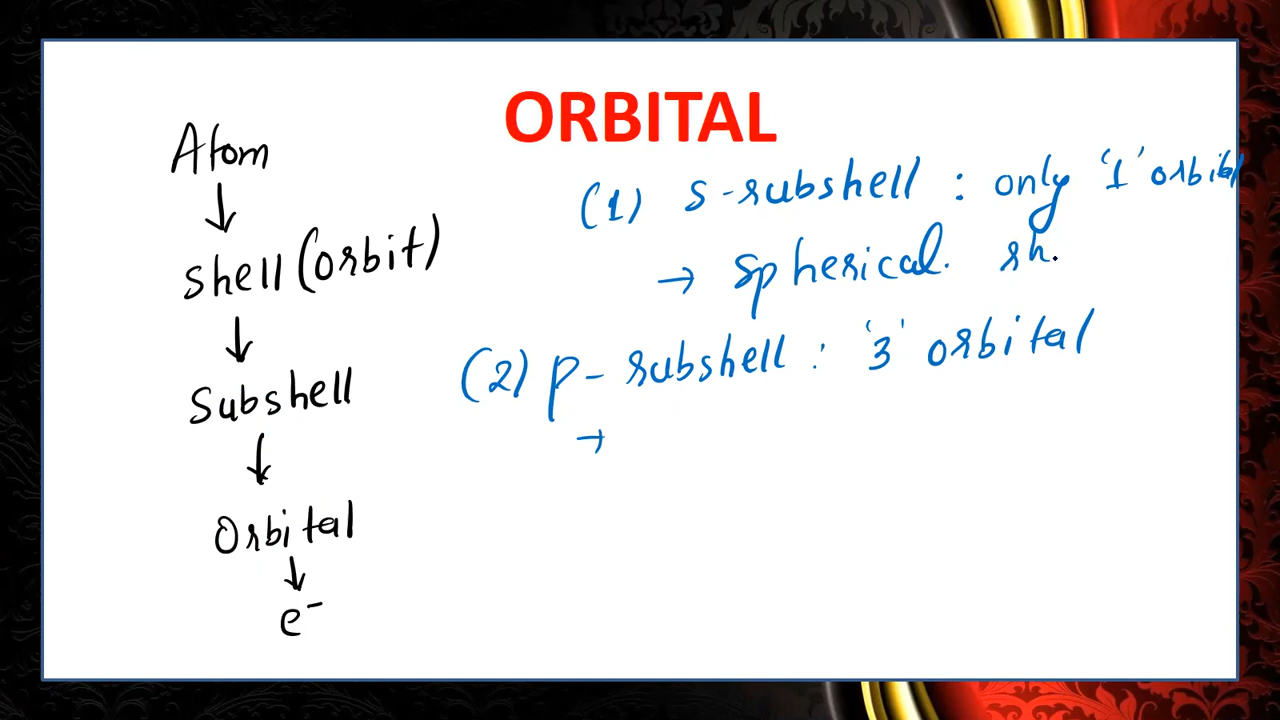 ORBITAL
Atom
↓
Shell (orbit)
↓
Subshell
↓
Orbital
↓
e⁻
(1) s-subshell : only '1' orbital
→ Spherical. sh
(2) p-subshell : '3' orbital
→